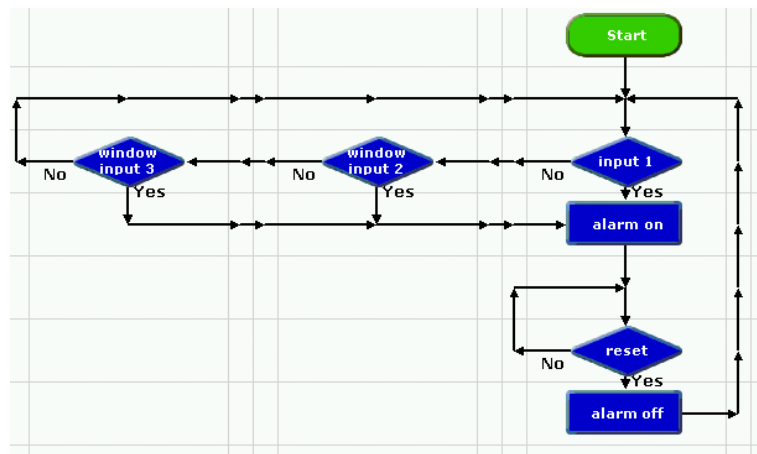 Start
window
input 3
window
input 2
input 1
No
No
No
Yes
Yes
Yes
alarm on
reset
No
Yes
alarm off